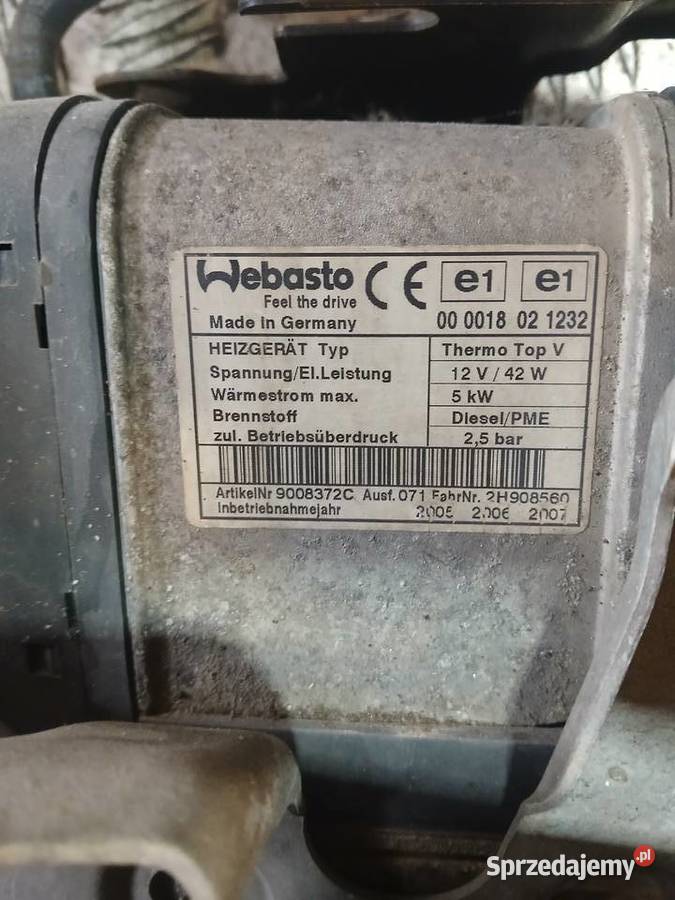 Webasto CE e1 e1
Feel the drive
Made in Germany 00 0018 02 1232
HEIZGERÄT Typ Thermo Top V
Spannung/El.Leistung 12 V / 42 W
Wärmestrom max. 5 kW
Brennstoff Diesel/PME
zul. Betriebsüberdruck 2,5 bar
ArtikelNr 9008372C Ausf. 071 FabrNr. 2H908560
Inbetriebnahmejahr 2005 2006 2007
Sprzedajemy.pl